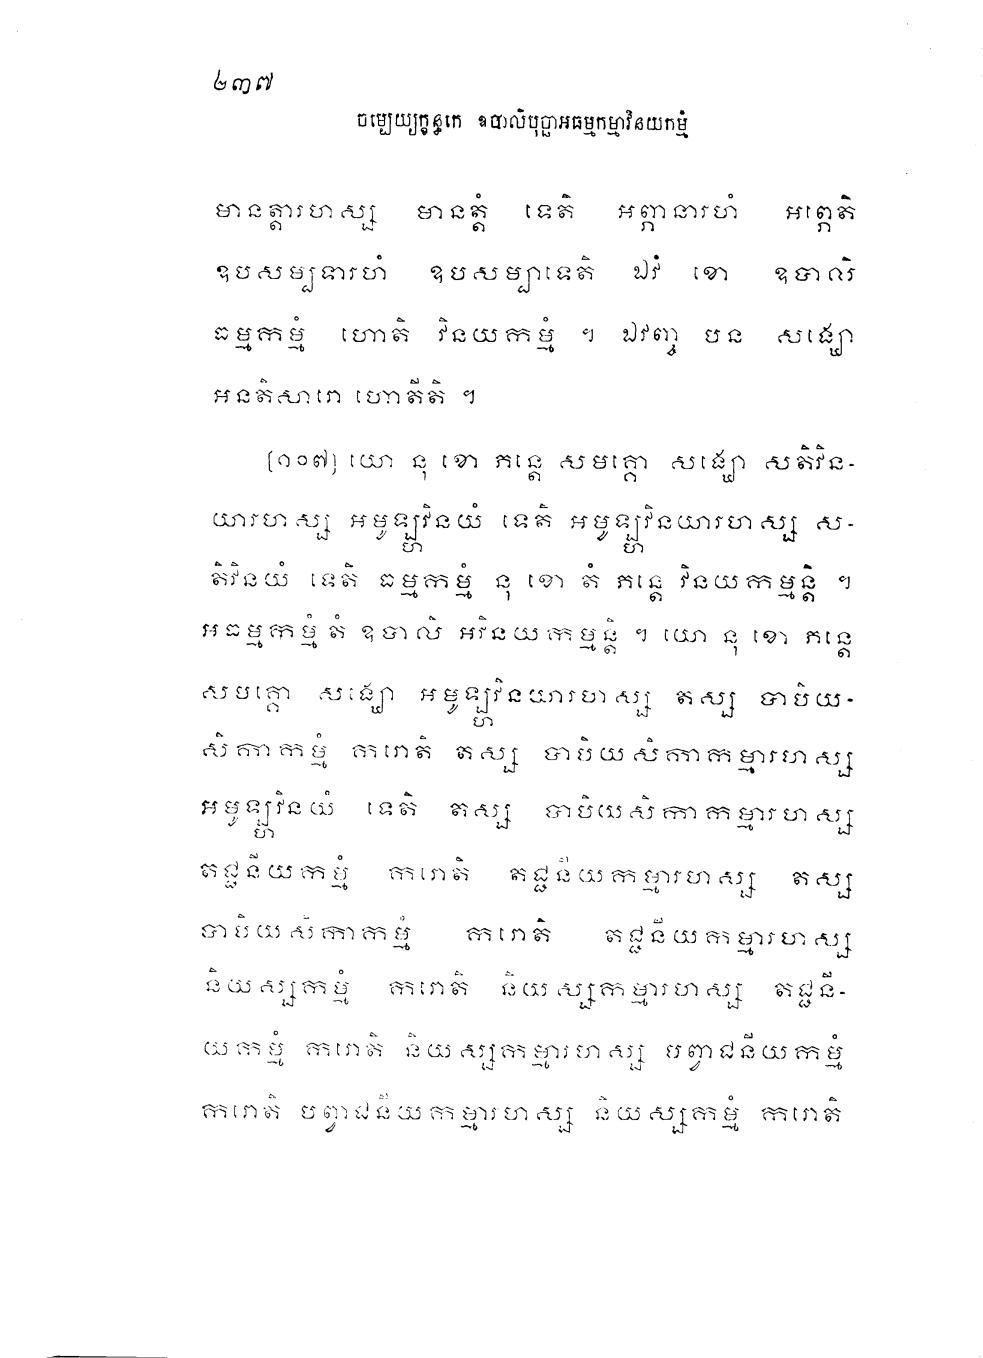 ២៣៧
ចម្បេយ្យក្ខន្ធកេ ឧបាលិបុច្ឆាអធម្មកម្មាវិនយកម្មំ
មានត្តារហស្ស មានត្តំ ទេតិ អព្ភានារហំ អព្ភេតិ
ឧបសម្បទារហំ ឧបសម្បាទេតិ ឯវំ ខោ ឧបាលិ
ធម្មកម្មំ ហោតិ វិនយកម្មំ ។ ឯវញ្ច បន សង្ឃោ
អនតិសារោ ហោតីតិ ។
[១១៧] យោ នុ ខោ ភន្តេ សមគ្គោ សង្ឃោ សតិវិន-
យារហស្ស អមូឡ្ហវិនយំ ទេតិ អមូឡ្ហវិនយារហស្ស ស-
តិវិនយំ ទេតិ ធម្មកម្មំ នុ ខោ តំ ភន្តេ វិនយកម្មន្តិ ។
អធម្មកម្មំ តំ ឧបាលិ អវិនយកម្មន្តិ ។ យោ នុ ខោ ភន្តេ
សមគ្គោ សង្ឃោ អមូឡ្ហវិនយារហស្ស តស្ស បាបិយ-
សិកាកម្មំ ករោតិ តស្ស បាបិយសិកាកម្មារហស្ស
អមូឡ្ហវិនយំ ទេតិ តស្ស បាបិយសិកាកម្មារហស្ស
តជ្ជនីយកម្មំ ករោតិ តជ្ជនីយកម្មារហស្ស តស្ស
បាបិយសិកាកម្មំ ករោតិ តជ្ជនីយកម្មារហស្ស
និយស្សកម្មំ ករោតិ និយស្សកម្មារហស្ស តជ្ជនី-
យកម្មំ ករោតិ និយស្សកម្មារហស្ស បព្វាជនីយកម្មំ
ករោតិ បព្វាជនីយកម្មារហស្ស និយស្សកម្មំ ករោតិ